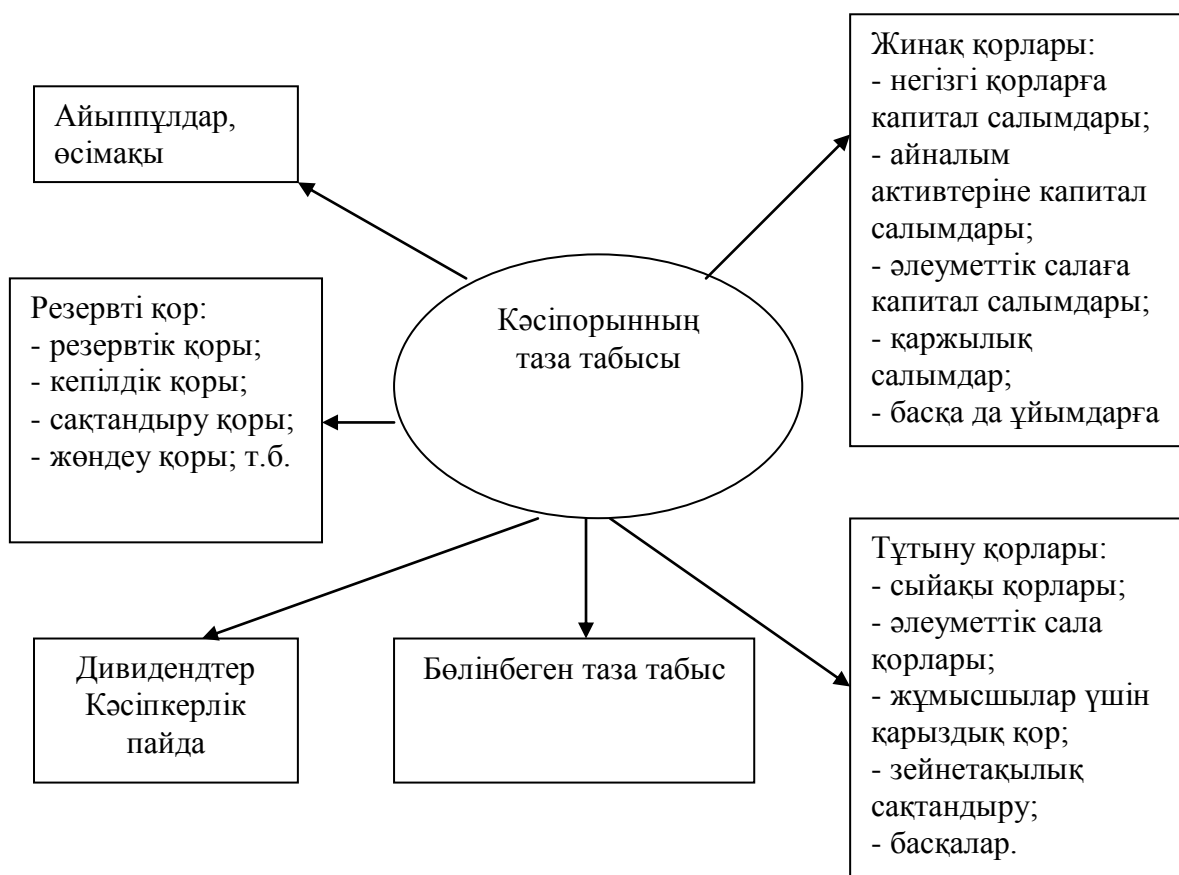 Айыппұлдар,
өсімақы
Жинақ қорлары:
- негізгі қорларға
капитал салымдары;
- айналым
активтеріне капитал
салымдары;
- әлеуметтік салаға
капитал салымдары;
- қаржылық
салымдар;
- басқа да ұйымдарға
Кәсіпорынның
таза табысы
Резервті қор:
- резервтік қоры;
- кепілдік қоры;
- сақтандыру қоры;
- жөндеу қоры; т.б.
Дивидендтер
Кәсіпкерлік
пайда
Бөлінбеген таза табыс
Тұтыну қорлары:
- сыйақы қорлары;
- әлеуметтік сала
қорлары;
- жұмысшылар үшін
қарыздық қор;
- зейнетақылық
сақтандыру;
- басқалар.